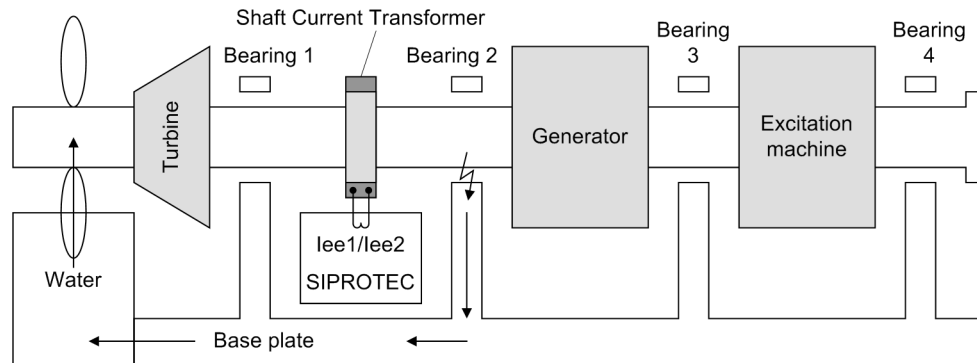 Shaft Current Transformer
Bearing 1
Bearing 2
Bearing
3
Bearing
4
Turbine
Generator
Excitation
machine
Iee1/Iee2
SIPROTEC
Water
Base plate